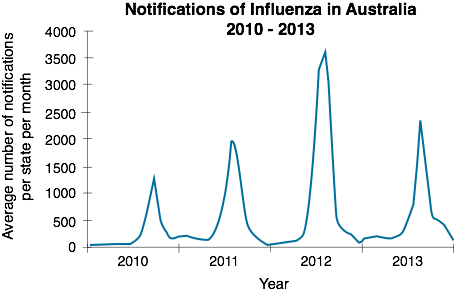 Notifications of Influenza in Australia
2010 - 2013
Average number of notifications
per state per month
4000
3500
3000
2500
2000
1500
1000
500
0
2010
2011
2012
2013
Year